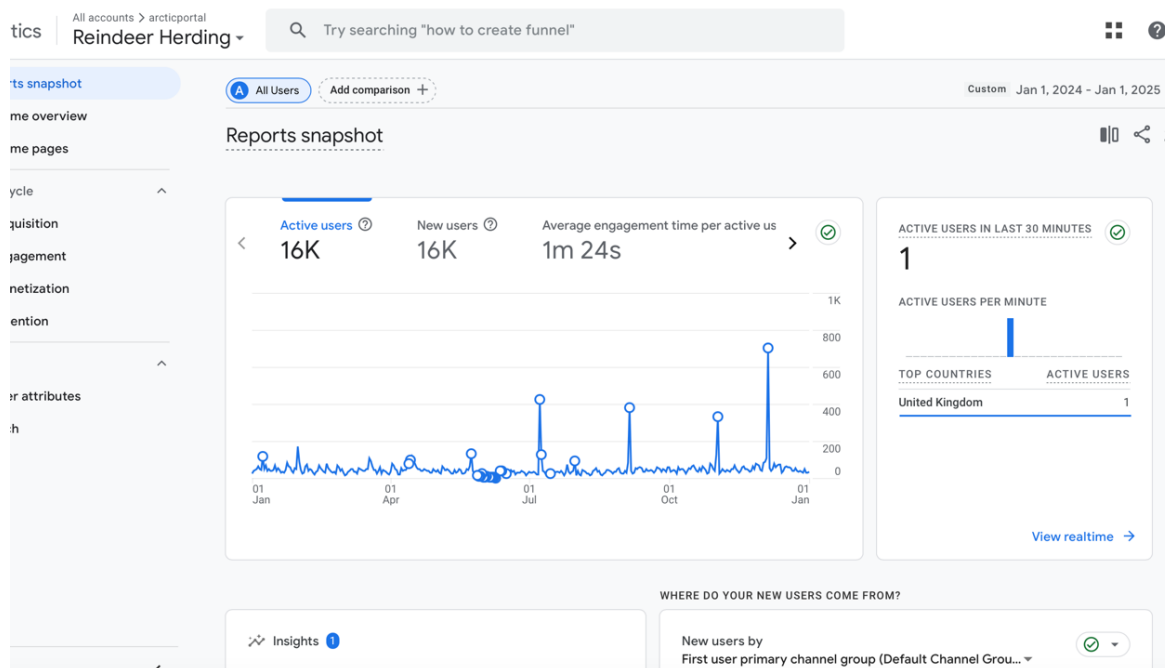 tics
All accounts > arcticportal
Reindeer Herding
Try searching "how to create funnel"
rts snapshot
me overview
me pages
ycle
quisition
gagement
netization
ention
er attributes
ch
A All Users
Add comparison +
Custom Jan 1, 2024 - Jan 1, 2025
Reports snapshot
Active users
16K
New users
16K
Average engagement time per active us
1m 24s
1K
800
600
400
200
0
01
Jan
01
Apr
01
Jul
01
Oct
01
Jan
ACTIVE USERS IN LAST 30 MINUTES
1
ACTIVE USERS PER MINUTE
TOP COUNTRIES ACTIVE USERS
United Kingdom 1
View realtime
Insights 1
WHERE DO YOUR NEW USERS COME FROM?
New users by
First user primary channel group (Default Channel Grou...